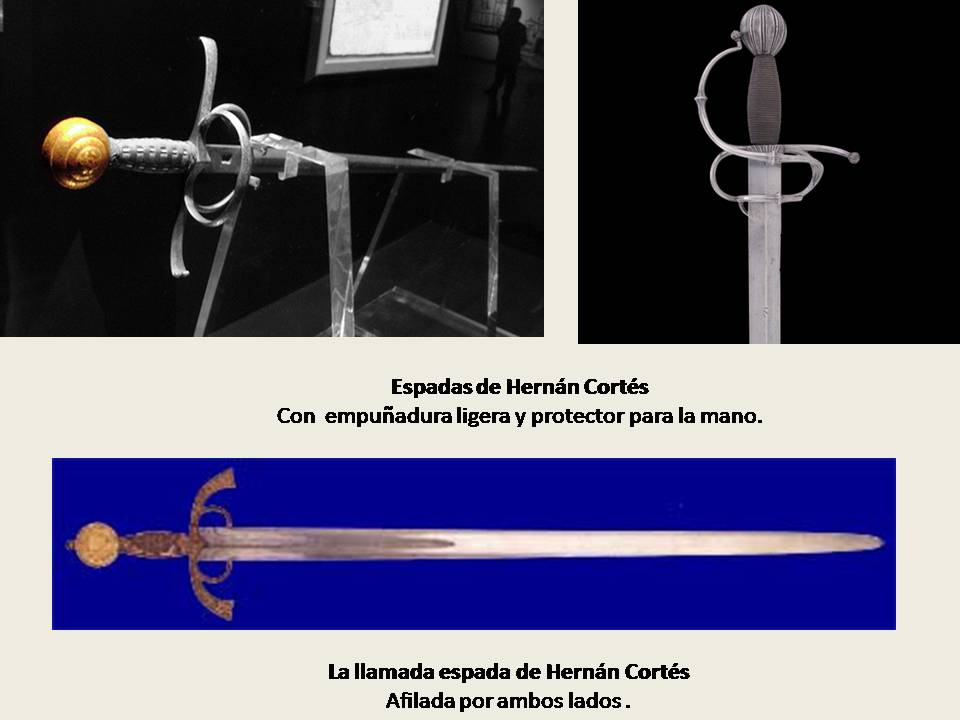 Espadas de Hernán Cortés
Con empuñadura ligera y protector para la mano.
La llamada espada de Hernán Cortés
Afilada por ambos lados .